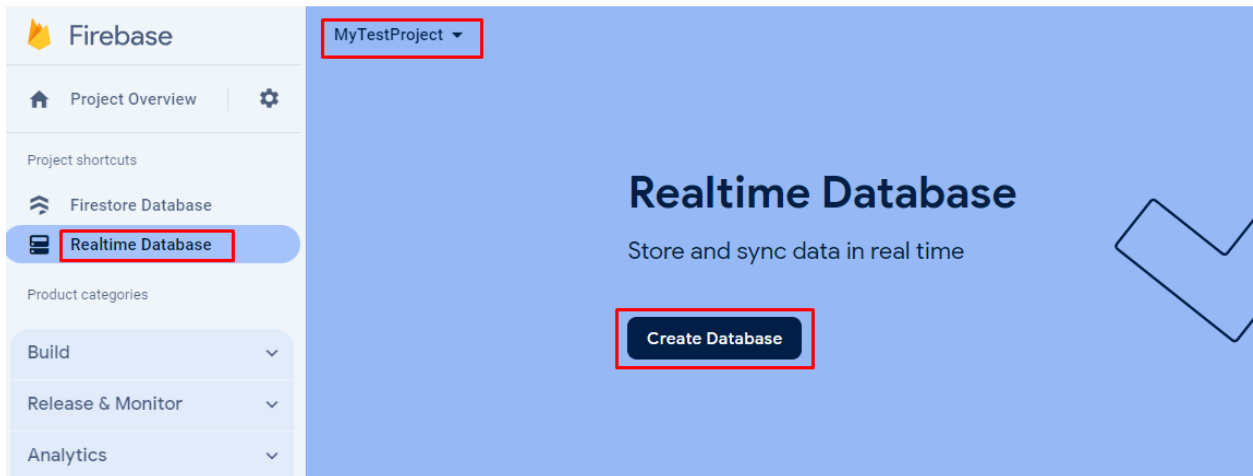 Firebase
Project Overview
Project shortcuts
Firestore Database
Realtime Database
Product categories
Build
Release & Monitor
Analytics
MyTestProject
Realtime Database
Store and sync data in real time
Create Database